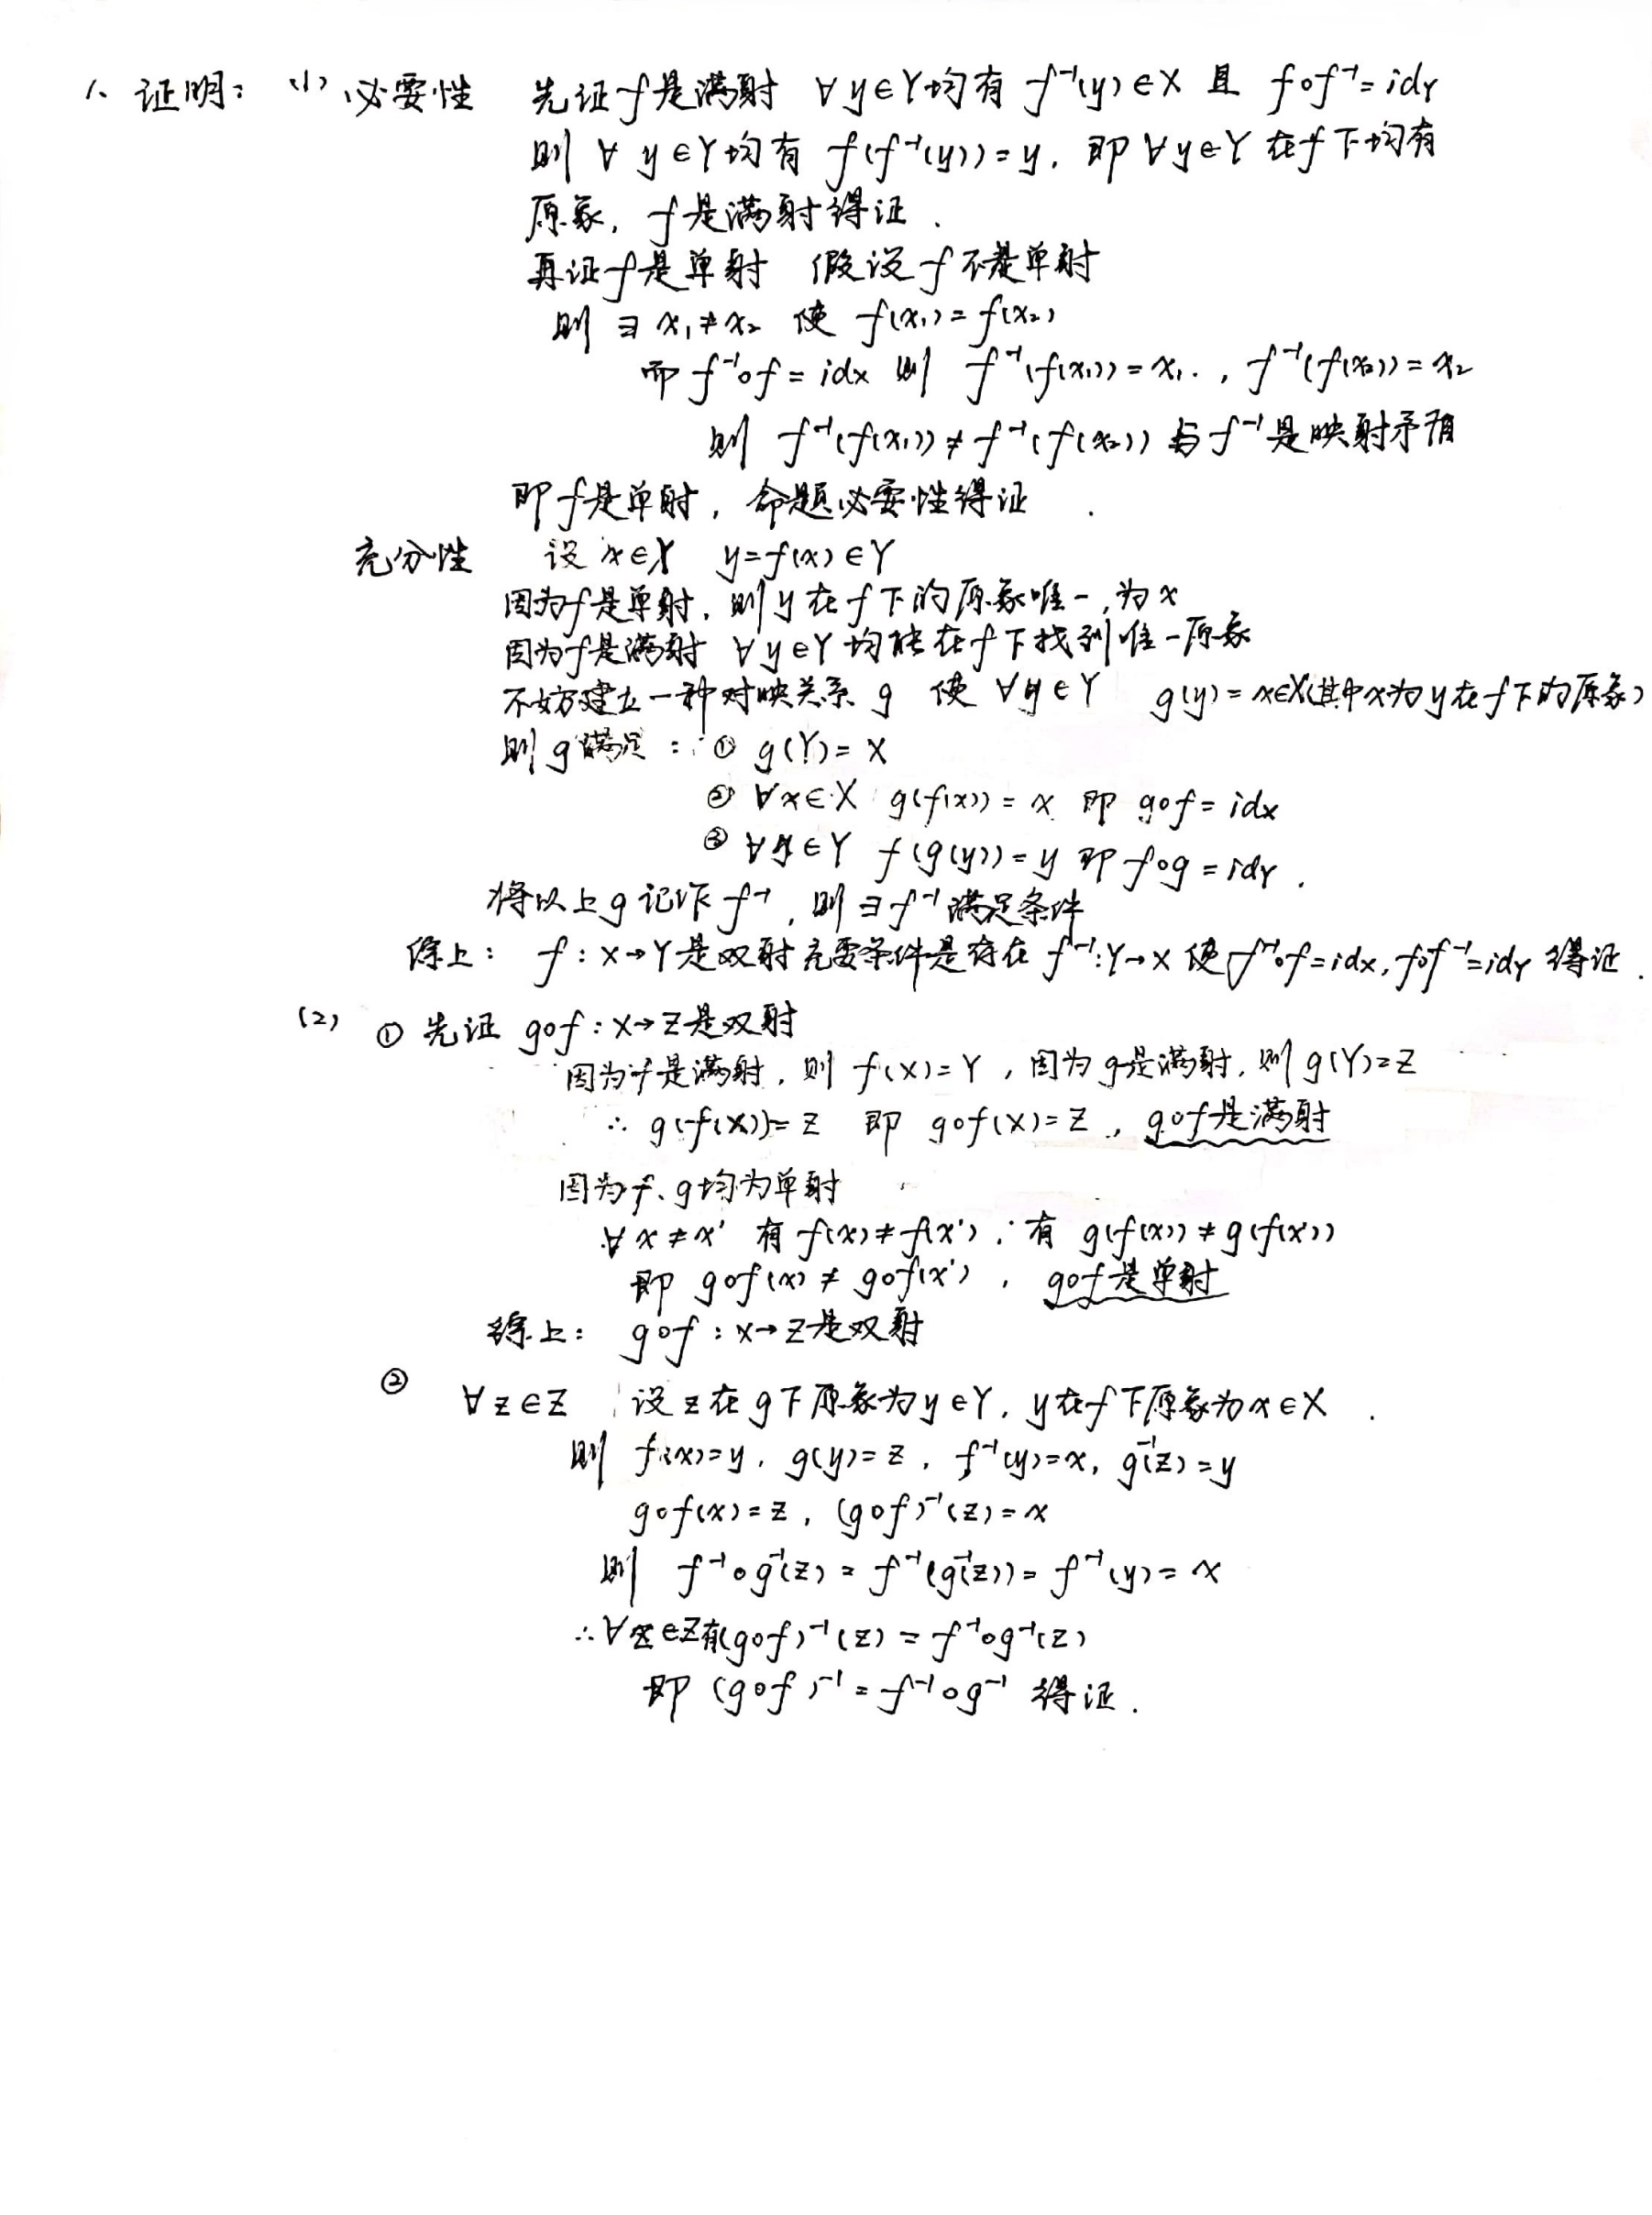 1. 证明: (1) 必要性 先证f是满射 ∀y∈Y均有 f⁻¹(y)∈X 且 f∘f⁻¹=id_Y
则 ∀ y∈Y均有 f(f⁻¹(y))=y, 即 ∀y∈Y 在f下均有
原象, f是满射得证.
再证f是单射 假设f不是单射
则 ∃ x₁≠x₂ 使 f(x₁)=f(x₂)
而 f⁻¹∘f=id_X 则 f⁻¹(f(x₁))=x₁, f⁻¹(f(x₂))=x₂
则 f⁻¹(f(x₁))≠f⁻¹(f(x₂)) 与f⁻¹是映射矛盾
即f是单射, 命题必要性得证.
充分性 设x∈X y=f(x)∈Y
因为f是单射, 则y在f下的原象唯一,为x
因为f是满射 ∀y∈Y均能在f下找到唯一原象
不妨建立一种对映关系 g 使 ∀y∈Y g(y)=x∈X(其中x为y在f下的原象)
则g满足: ① g(Y)=X
② ∀x∈X g(f(x))=x 即 g∘f=id_X
③ ∀y∈Y f(g(y))=y 即 f∘g=id_Y.
将以上g记作f⁻¹, 则∃f⁻¹满足条件
综上: f:X→Y是双射充要条件是存在 f⁻¹:Y→X 使f⁻¹∘f=id_X, f∘f⁻¹=id_Y 得证.
(2) ① 先证 g∘f:X→Z是双射
因为f是满射, 则 f(X)=Y, 因为g是满射, 则g(Y)=Z
∴ g(f(X))=Z 即 g∘f(X)=Z, g∘f是满射
因为f、g均为单射
∀x≠x' 有 f(x)≠f(x'), 有 g(f(x))≠g(f(x'))
即 g∘f(x)≠g∘f(x'), g∘f是单射
综上: g∘f:X→Z是双射
② ∀z∈Z 设z在g下原象为y∈Y, y在f下原象为x∈X.
则 f(x)=y, g(y)=z, f⁻¹(y)=x, g⁻¹(z)=y
g∘f(x)=z, (g∘f)⁻¹(z)=x
则 f⁻¹∘g⁻¹(z)=f⁻¹(g⁻¹(z))=f⁻¹(y)=x
∴∀z∈Z有(g∘f)⁻¹(z)=f⁻¹∘g⁻¹(z)
即 (g∘f)⁻¹=f⁻¹∘g⁻¹ 得证.